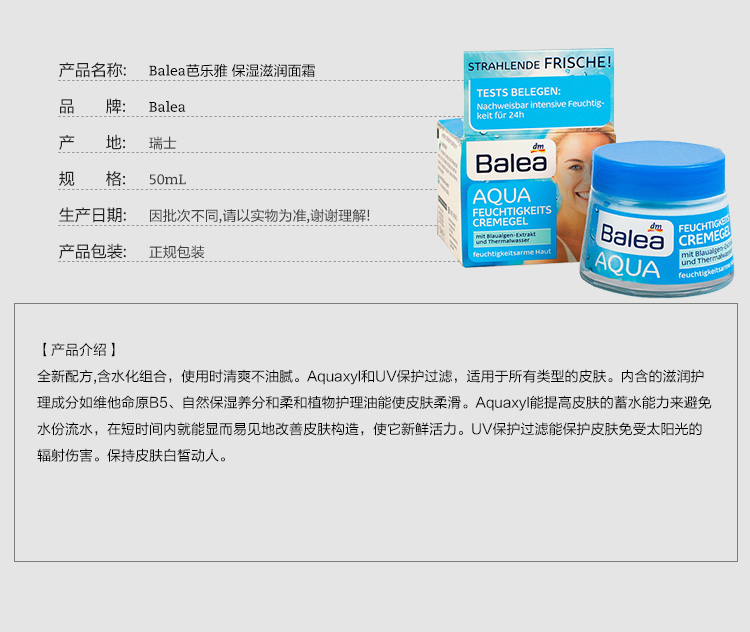 产品名称: Balea芭乐雅 保湿滋润面霜
品 牌: Balea
产 地: 瑞士
规 格: 50mL
生产日期: 因批次不同,请以实物为准,谢谢理解!
产品包装: 正规包装
STRAHLENDE FRISCHE!
TESTS BELEGEN:
Nachweisbar intensive Feuchtig-
keit für 24h
dm
Balea
AQUA
FEUCHTIGKEITS
CREMEGEL
mit Blaualgen-Extrakt
und Thermalwasser
feuchtigkeitsarme Haut
dm
Balea
AQUA
FEUCHTIGKEITS
CREMEGEL
mit Blaualgen-Extr
und Thermalwasse
feuchtigkeitsarme Haut
【 产品介绍 】
全新配方,含水化组合，使用时清爽不油腻。Aquaxyl和UV保护过滤，适用于所有类型的皮肤。内含的滋润护
理成分如维他命原B5、自然保湿养分和柔和植物护理油能使皮肤柔滑。Aquaxyl能提高皮肤的蓄水能力来避免
水份流水，在短时间内就能显而易见地改善皮肤构造，使它新鲜活力。UV保护过滤能保护皮肤免受太阳光的
辐射伤害。保持皮肤白皙动人。